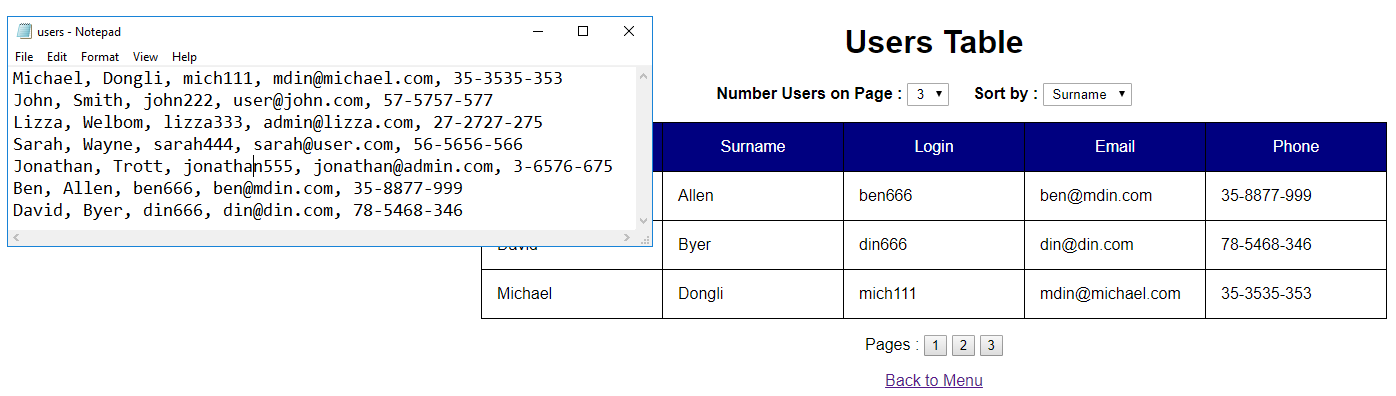 users - Notepad
File Edit Format View Help
Michael, Dongli, mich111, mdin@michael.com, 35-3535-353
John, Smith, john222, user@john.com, 57-5757-577
Lizza, Welbom, lizza333, admin@lizza.com, 27-2727-275
Sarah, Wayne, sarah444, sarah@user.com, 56-5656-566
Jonathan, Trott, jonathan555, jonathan@admin.com, 3-6576-675
Ben, Allen, ben666, ben@mdin.com, 35-8877-999
David, Byer, din666, din@din.com, 78-5468-346
Users Table
Number Users on Page : 3 Sort by : Surname
Surname Login Email Phone
Allen ben666 ben@mdin.com 35-8877-999
David Byer din666 din@din.com 78-5468-346
Michael Dongli mich111 mdin@michael.com 35-3535-353
Pages : 1 2 3
Back to Menu